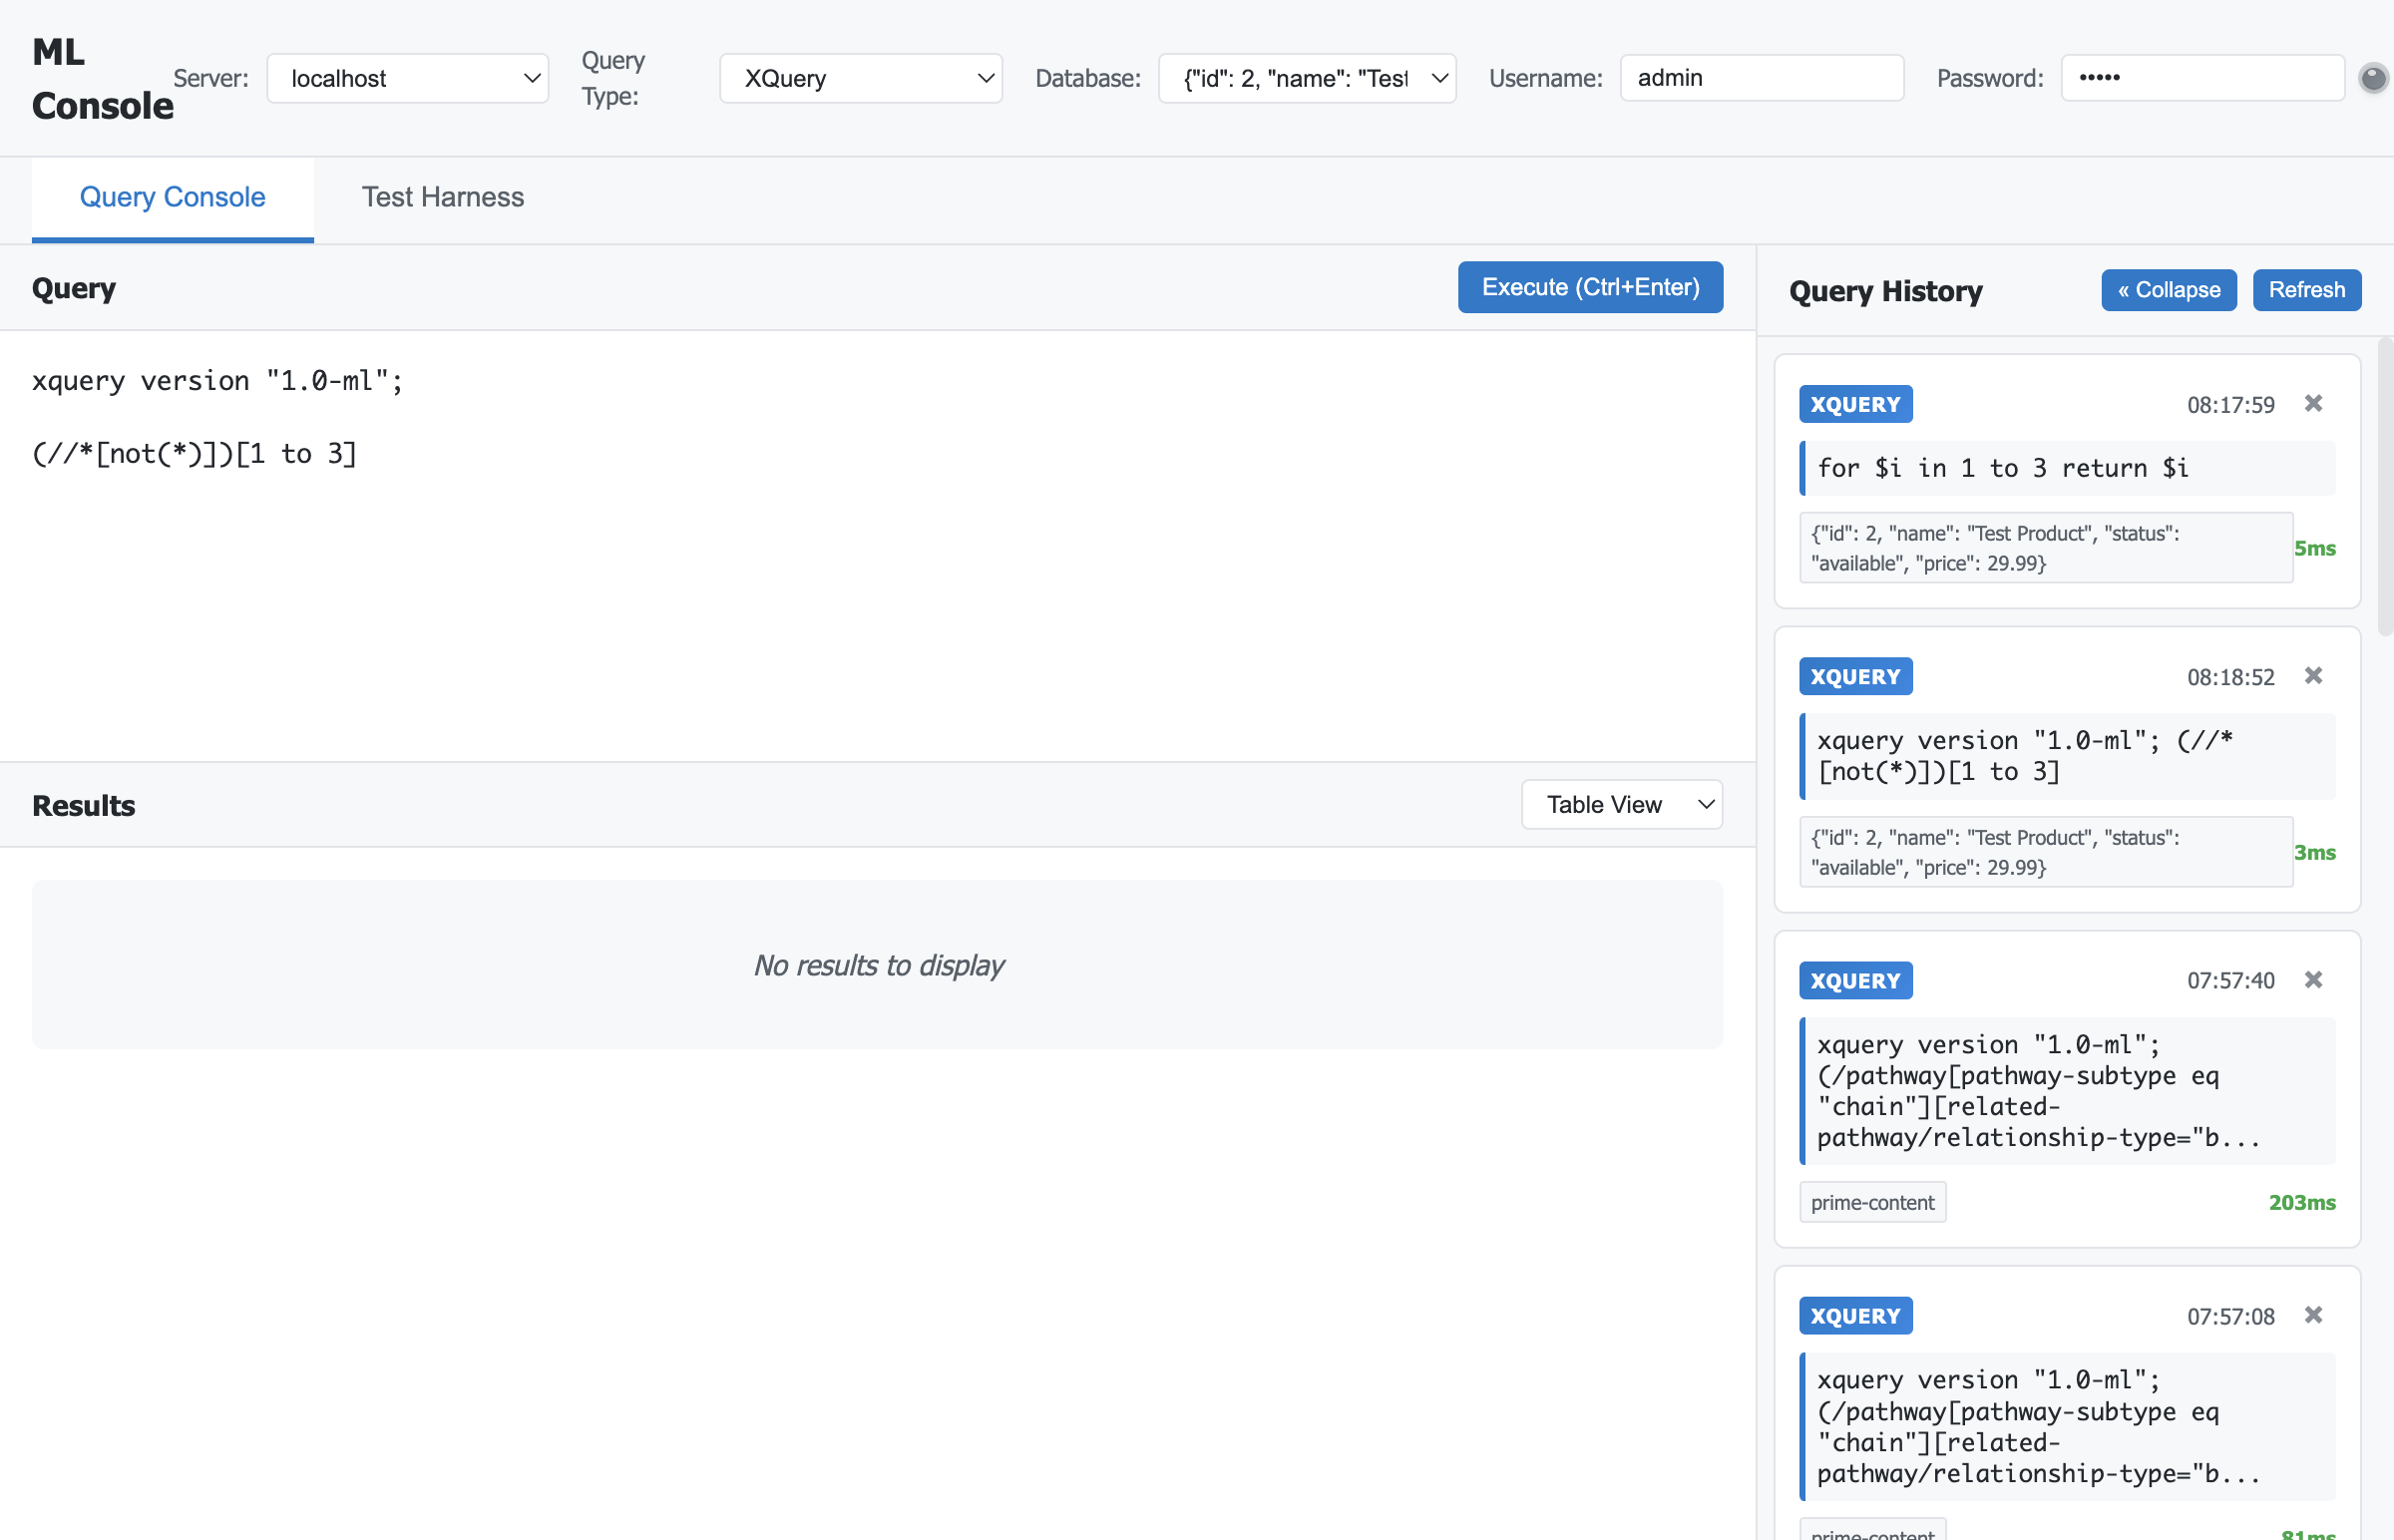 ML
Console
Server:
localhost
Query
Type:
XQuery
Database:
{"id": 2, "name": "Test
Username:
admin
Password:
•••••
Query Console
Test Harness
Query
Execute (Ctrl+Enter)
xquery version "1.0-ml";
(//*[not(*)])[1 to 3]
Results
Table View
No results to display
Query History
« Collapse
Refresh
XQUERY
08:17:59
✖
for $i in 1 to 3 return $i
{"id": 2, "name": "Test Product", "status":
"available", "price": 29.99}
5ms
XQUERY
08:18:52
✖
xquery version "1.0-ml"; (//*
[not(*)])[1 to 3]
{"id": 2, "name": "Test Product", "status":
"available", "price": 29.99}
3ms
XQUERY
07:57:40
✖
xquery version "1.0-ml";
(/pathway[pathway-subtype eq
"chain"][related-
pathway/relationship-type="b...
prime-content
203ms
XQUERY
07:57:08
✖
xquery version "1.0-ml";
(/pathway[pathway-subtype eq
"chain"][related-
pathway/relationship-type="b...
prime-content
81ms